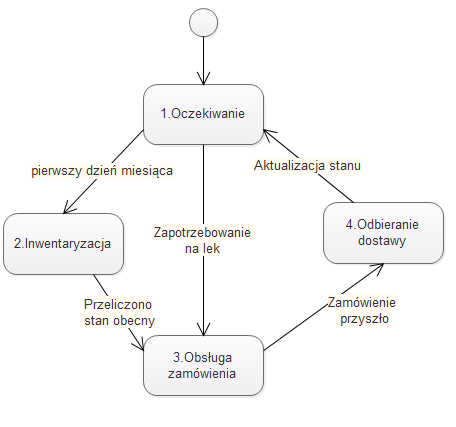 1.Oczekiwanie
pierwszy dzień miesiąca
Aktualizacja stanu
Zapotrzebowanie
na lek
2.Inwentaryzacja
4.Odbieranie
dostawy
Przeliczono
stan obecny
Zamówienie
przyszło
3.Obsługa
zamówienia